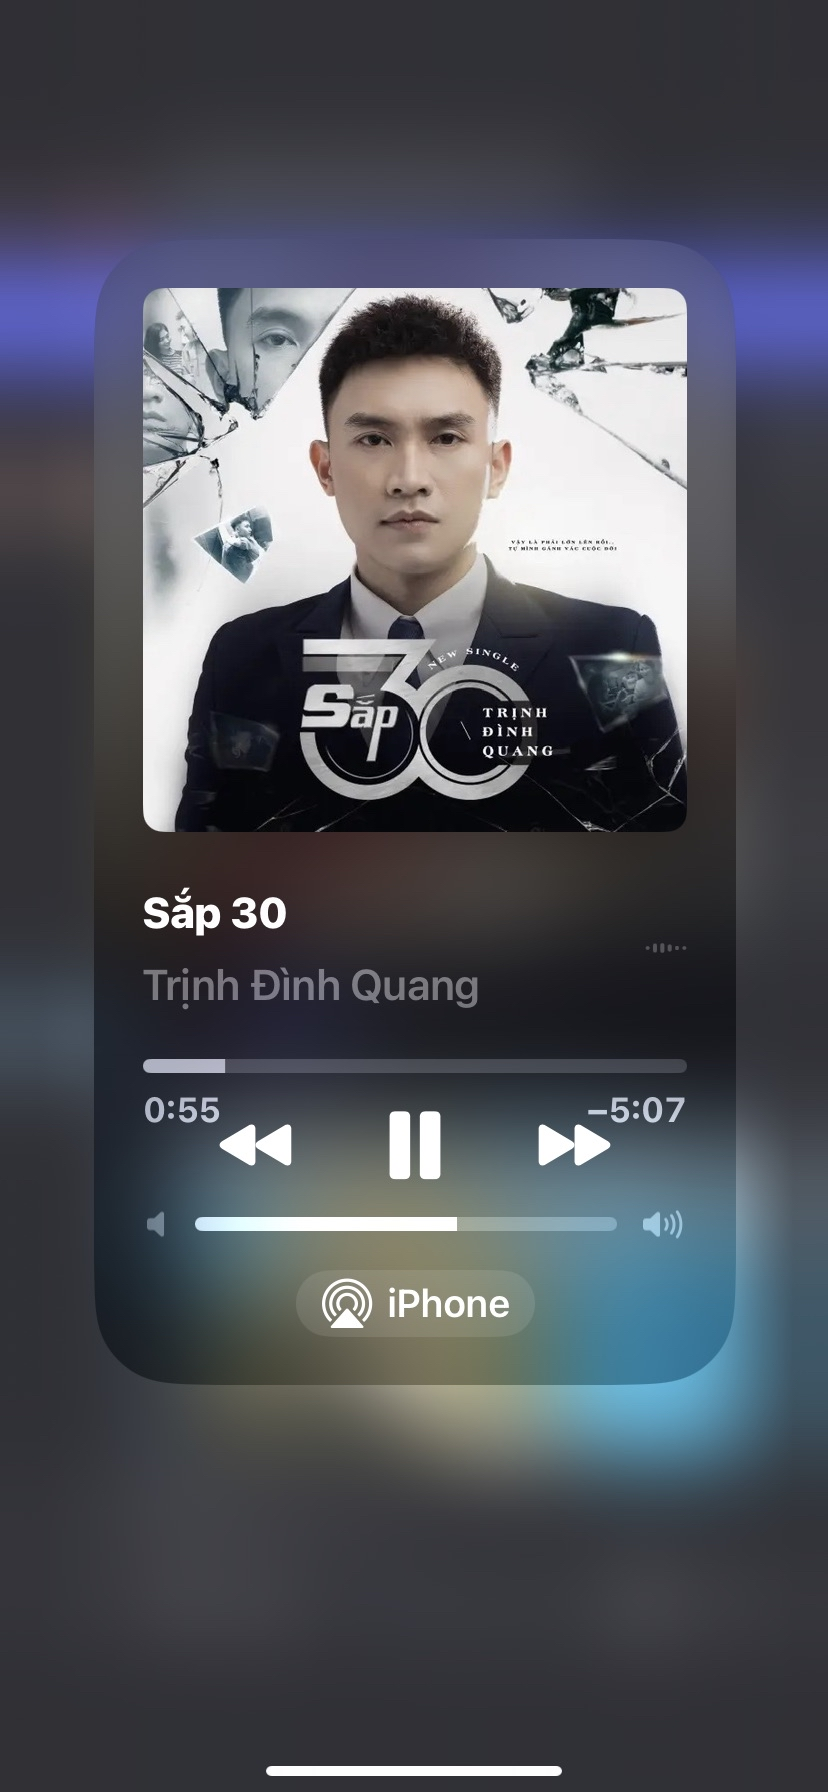 VẬY LÀ PHẢI LỚN LÊN RỒI..
TỰ MÌNH GÁNH VÁC CUỘC ĐỜI
NEW SINGLE
Sắp 30
TRỊNH
ĐÌNH
QUANG
Sắp 30
Trịnh Đình Quang
0:55 –5:07
iPhone